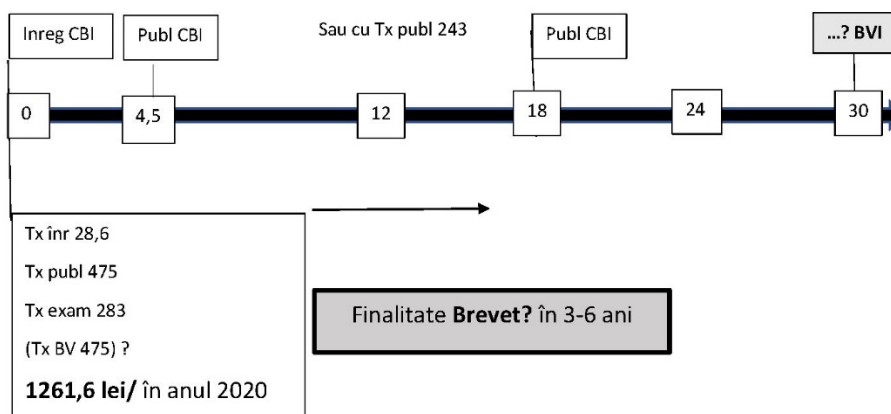 Inreg CBI
Publ CBI
Sau cu Tx publ 243
Publ CBI
...? BVI
0
4,5
12
18
24
30
Tx înr 28,6
Tx publ 475
Tx exam 283
(Tx BV 475) ?
1261,6 lei/ în anul 2020
Finalitate Brevet? în 3-6 ani